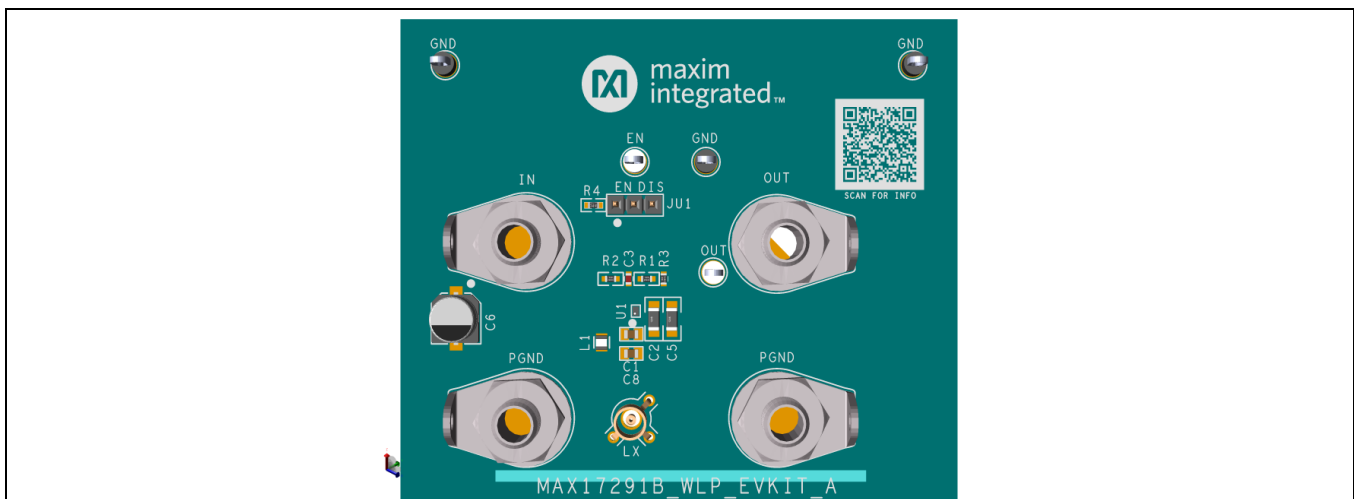 GND
GND
maxim
integrated™
EN
GND
SCAN FOR INFO
IN
OUT
R4
EN DIS
JU1
OUT
R2
C3
R1
R3
C6
U1
L1
C2
C5
C1
C8
PGND
PGND
LX
MAX17291B_WLP_EVKIT_A